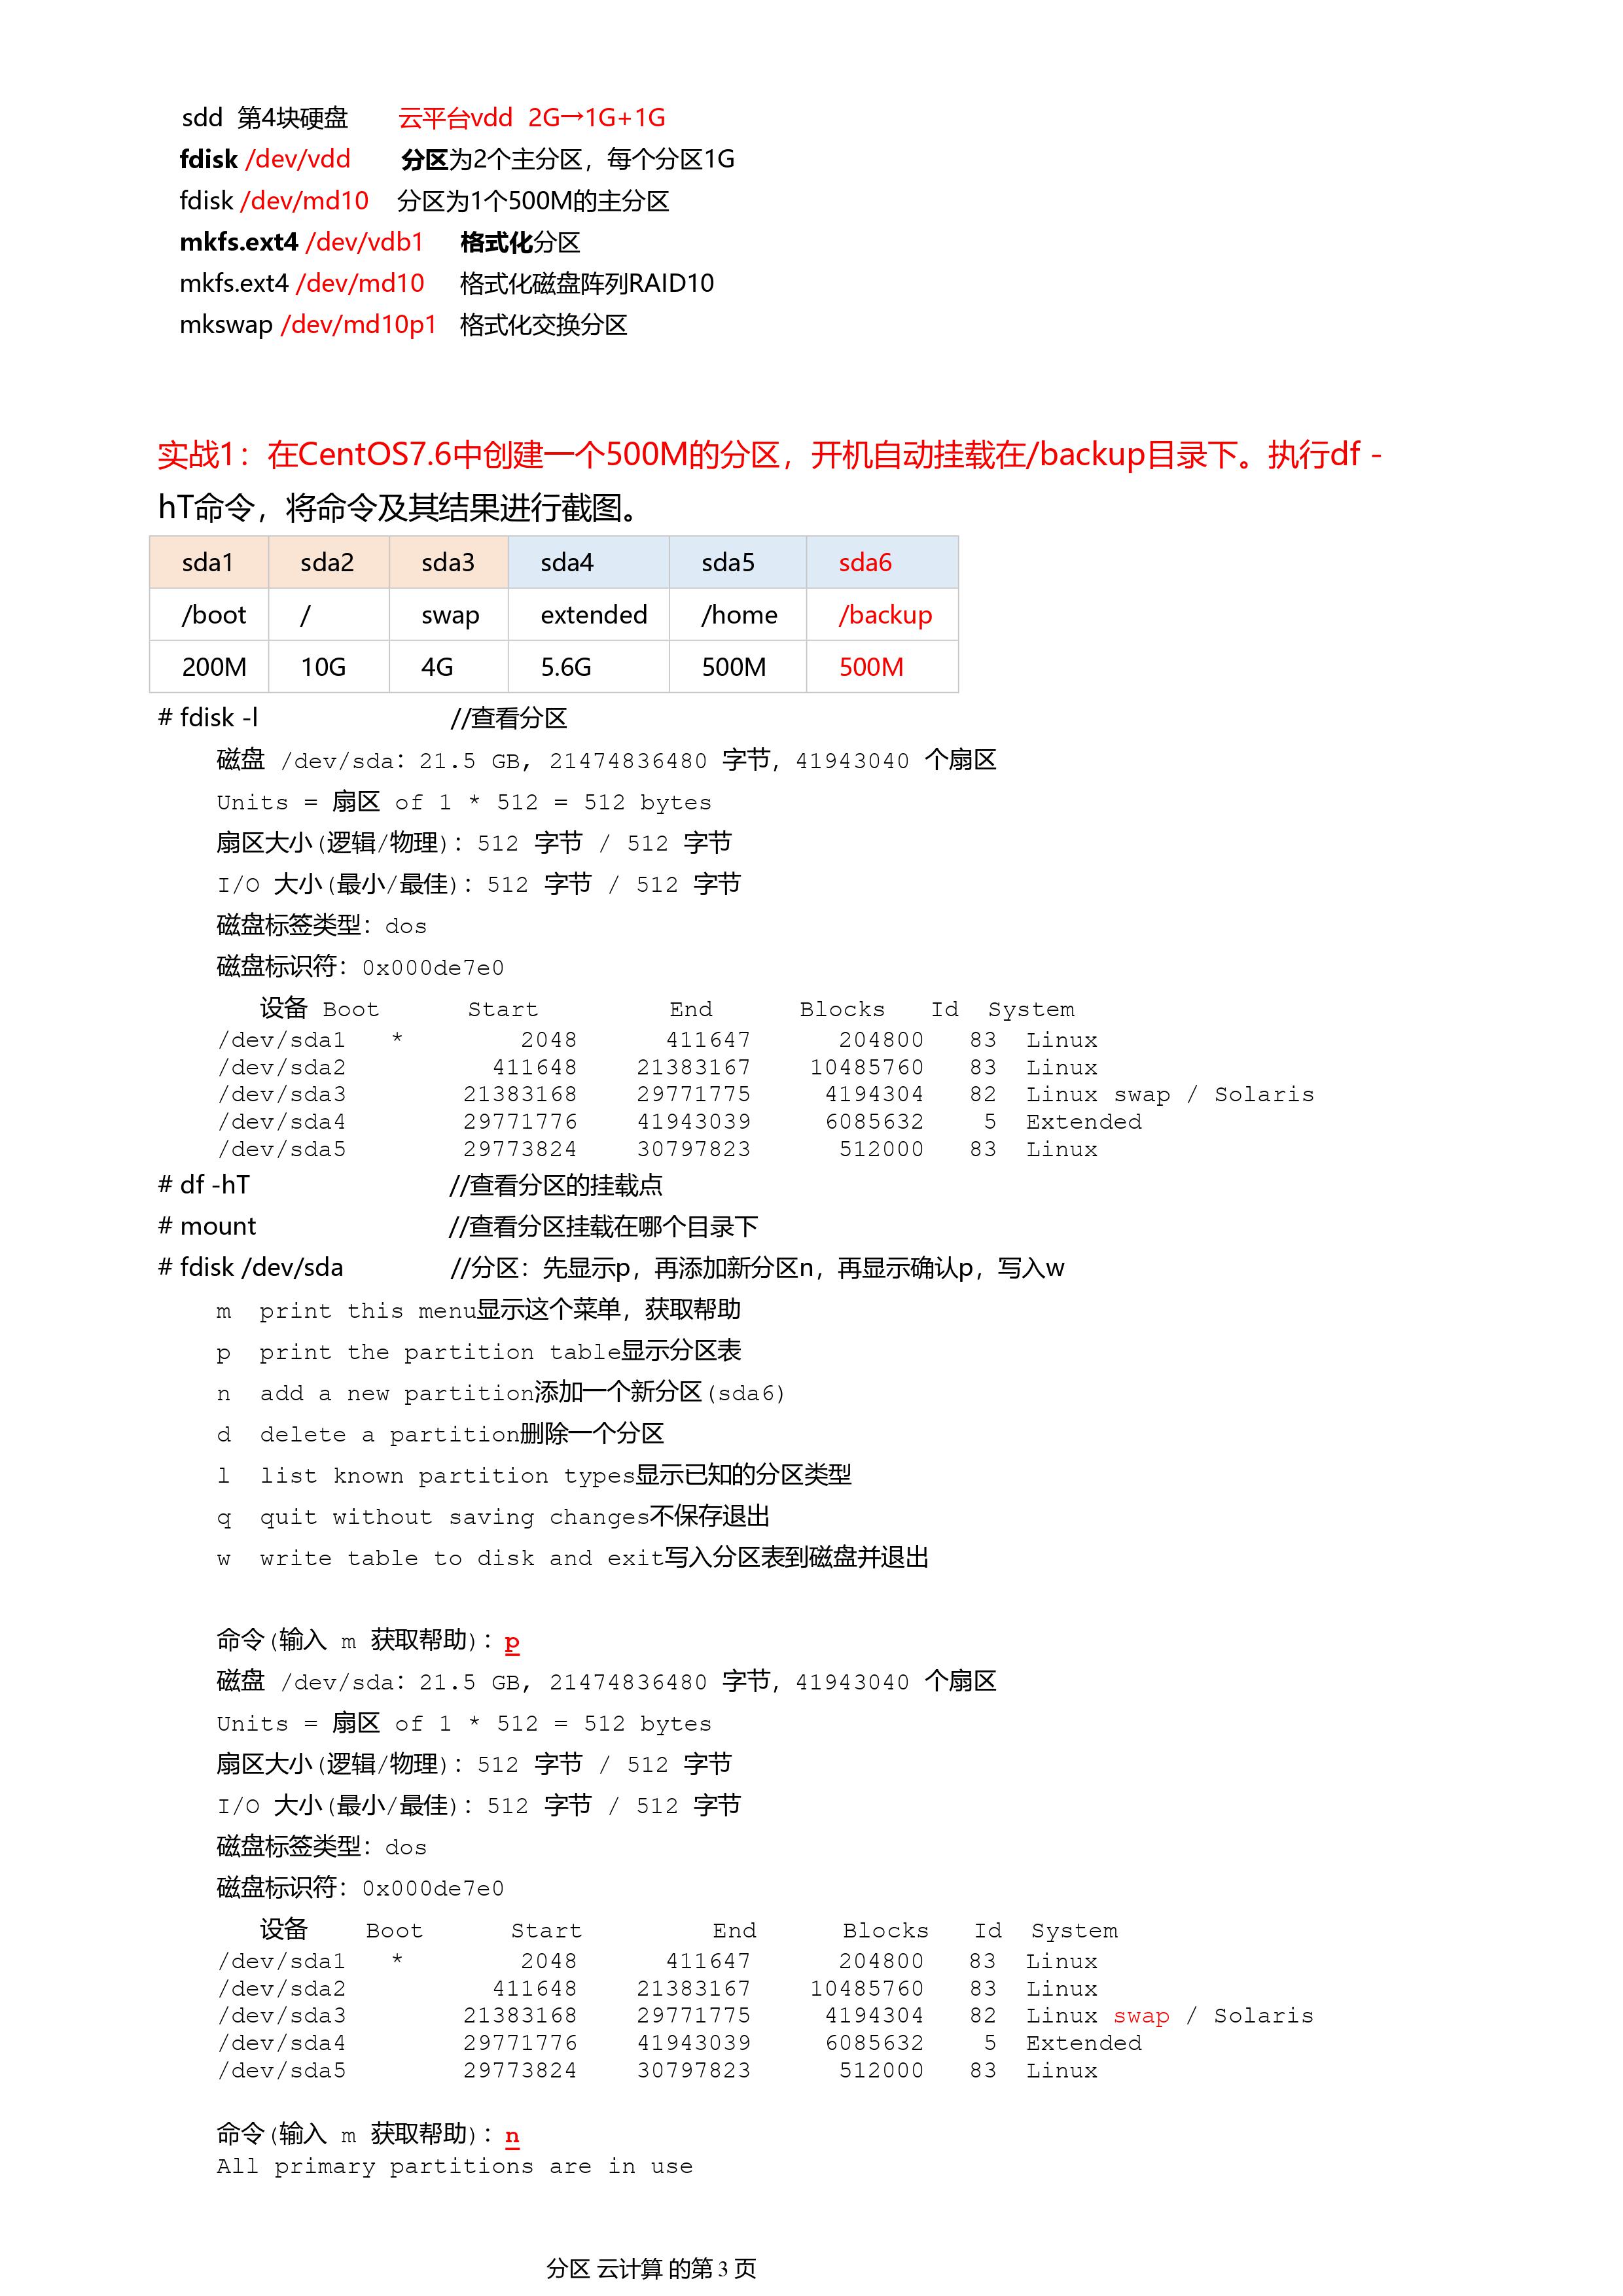 sdd 第4块硬盘 云平台vdd 2G→1G+1G
fdisk /dev/vdd 分区为2个主分区，每个分区1G
fdisk /dev/md10 分区为1个500M的主分区
mkfs.ext4 /dev/vdb1 格式化分区
mkfs.ext4 /dev/md10 格式化磁盘阵列RAID10
mkswap /dev/md10p1 格式化交换分区
实战1：在CentOS7.6中创建一个500M的分区，开机自动挂载在/backup目录下。执行df -
hT命令，将命令及其结果进行截图。
sda1 sda2 sda3 sda4 sda5 sda6
/boot / swap extended /home /backup
200M 10G 4G 5.6G 500M 500M
# fdisk -l //查看分区
磁盘 /dev/sda：21.5 GB, 21474836480 字节，41943040 个扇区
Units = 扇区 of 1 * 512 = 512 bytes
扇区大小(逻辑/物理)：512 字节 / 512 字节
I/O 大小(最小/最佳)：512 字节 / 512 字节
磁盘标签类型：dos
磁盘标识符：0x000de7e0
设备 Boot Start End Blocks Id System
/dev/sda1 * 2048 411647 204800 83 Linux
/dev/sda2 411648 21383167 10485760 83 Linux
/dev/sda3 21383168 29771775 4194304 82 Linux swap / Solaris
/dev/sda4 29771776 41943039 6085632 5 Extended
/dev/sda5 29773824 30797823 512000 83 Linux
# df -hT //查看分区的挂载点
# mount //查看分区挂载在哪个目录下
# fdisk /dev/sda //分区：先显示p，再添加新分区n，再显示确认p，写入w
m print this menu显示这个菜单，获取帮助
p print the partition table显示分区表
n add a new partition添加一个新分区(sda6)
d delete a partition删除一个分区
l list known partition types显示已知的分区类型
q quit without saving changes不保存退出
w write table to disk and exit写入分区表到磁盘并退出
命令(输入 m 获取帮助)：p
磁盘 /dev/sda：21.5 GB, 21474836480 字节，41943040 个扇区
Units = 扇区 of 1 * 512 = 512 bytes
扇区大小(逻辑/物理)：512 字节 / 512 字节
I/O 大小(最小/最佳)：512 字节 / 512 字节
磁盘标签类型：dos
磁盘标识符：0x000de7e0
设备 Boot Start End Blocks Id System
/dev/sda1 * 2048 411647 204800 83 Linux
/dev/sda2 411648 21383167 10485760 83 Linux
/dev/sda3 21383168 29771775 4194304 82 Linux swap / Solaris
/dev/sda4 29771776 41943039 6085632 5 Extended
/dev/sda5 29773824 30797823 512000 83 Linux
命令(输入 m 获取帮助)：n
All primary partitions are in use
分区 云计算 的第 3 页